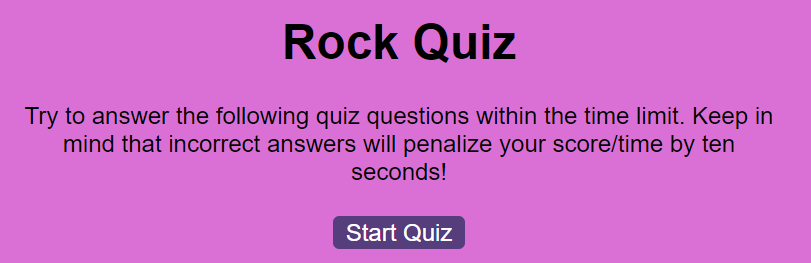 Rock Quiz
Try to answer the following quiz questions within the time limit. Keep in
mind that incorrect answers will penalize your score/time by ten
seconds!
Start Quiz